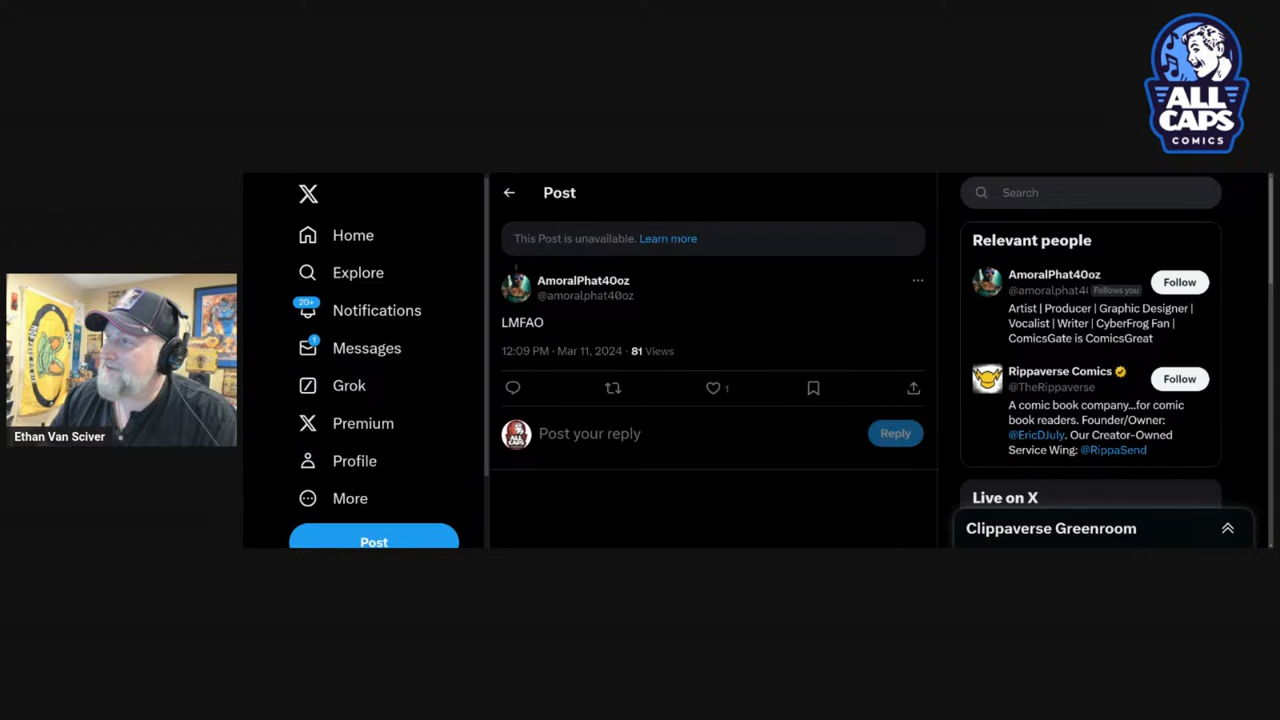 ALL
CAPS
COMICS
Home
Explore
20+
Notifications
1
Messages
Grok
Premium
Profile
More
Post
Ethan Van Sciver
Post
This Post is unavailable. Learn more
AmoralPhat40oz
@amoralphat40oz
LMFAO
12:09 PM · Mar 11, 2024 · 81 Views
1
Post your reply
Reply
Search
Relevant people
AmoralPhat40oz
@amoralphat4 Follows you
Follow
Artist | Producer | Graphic Designer |
Vocalist | Writer | CyberFrog Fan |
ComicsGate is ComicsGreat
Rippaverse Comics
@TheRippaverse
Follow
A comic book company...for comic
book readers. Founder/Owner:
@EricDJuly. Our Creator-Owned
Service Wing: @RippaSend
Live on X
Clippaverse Greenroom